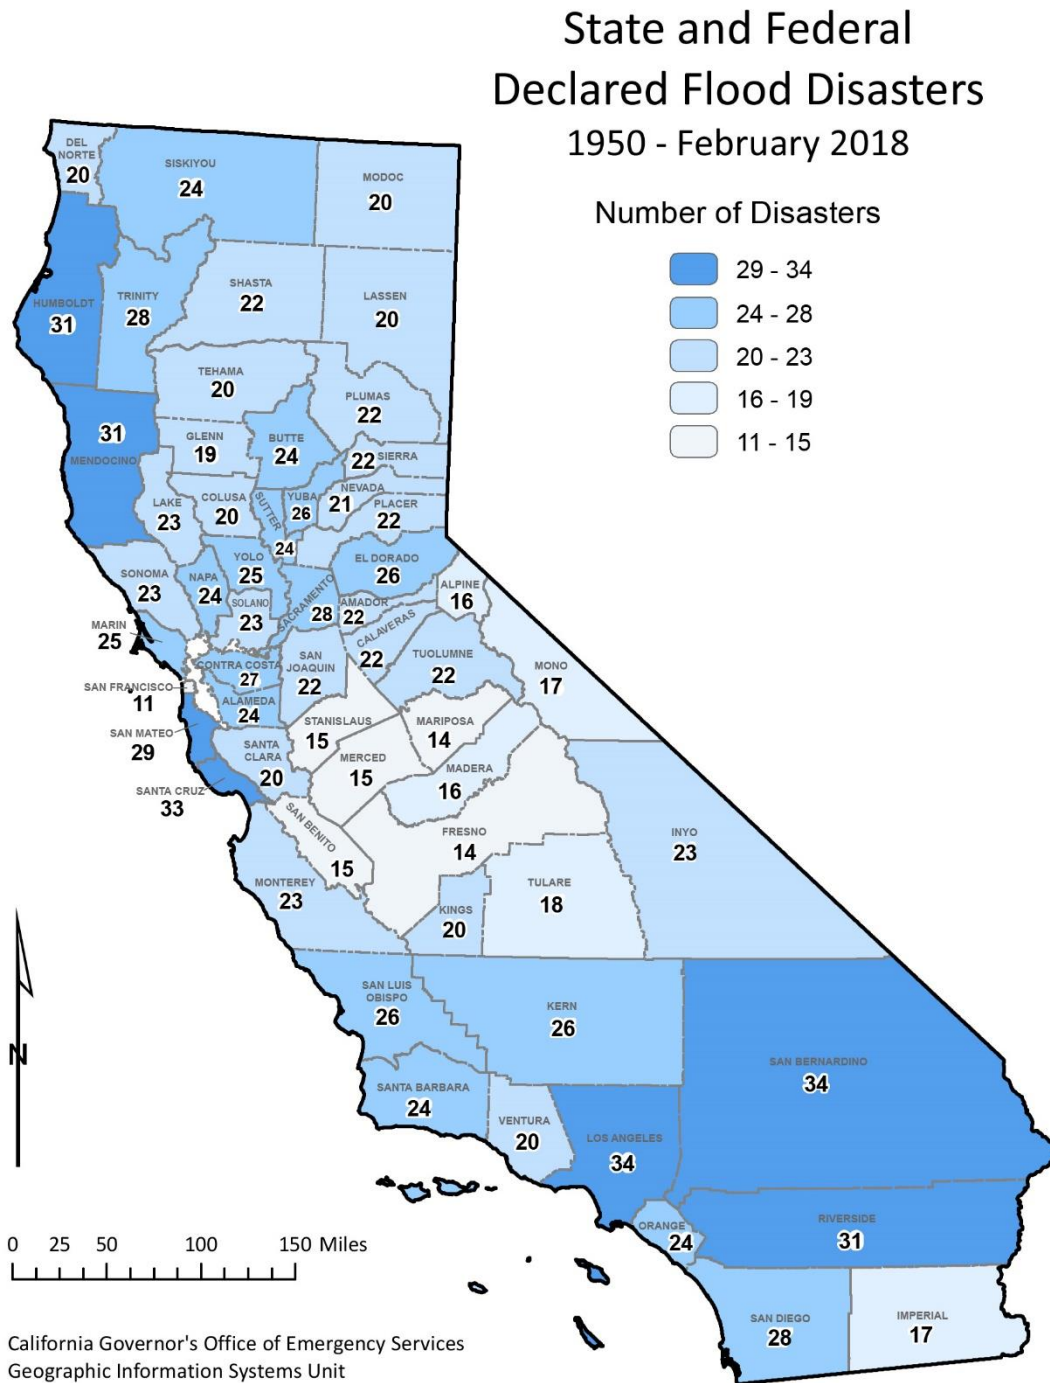 State and Federal
Declared Flood Disasters
1950 - February 2018
Number of Disasters
29 - 34
24 - 28
20 - 23
16 - 19
11 - 15
DEL
NORTE
20
SISKIYOU
24
MODOC
20
HUMBOLDT
31
TRINITY
28
SHASTA
22
LASSEN
20
TEHAMA
20
PLUMAS
22
31
MENDOCINO
GLENN
19
BUTTE
24
22 SIERRA
LAKE
23
COLUSA
20
SUTTER
24
YUBA
26
NEVADA
21
PLACER
22
SONOMA
23
NAPA
24
YOLO
25
EL DORADO
26
ALPINE
16
SOLANO
23
SACRAMENTO
28
AMADOR
22
CALAVERAS
22
MARIN
25
CONTRA COSTA
27
SAN
JOAQUIN
22
TUOLUMNE
22
MONO
17
SAN FRANCISCO
11
ALAMEDA
24
STANISLAUS
15
MARIPOSA
14
SAN MATEO
29
SANTA
CLARA
20
MERCED
15
MADERA
16
SANTA CRUZ
33
SAN BENITO
15
FRESNO
14
INYO
23
MONTEREY
23
KINGS
20
TULARE
18
SAN LUIS
OBISPO
26
KERN
26
SAN BERNARDINO
34
SANTA BARBARA
24
VENTURA
20
LOS ANGELES
34
ORANGE
24
RIVERSIDE
31
SAN DIEGO
28
IMPERIAL
17
N
0 25 50 100 150 Miles
California Governor's Office of Emergency Services
Geographic Information Systems Unit